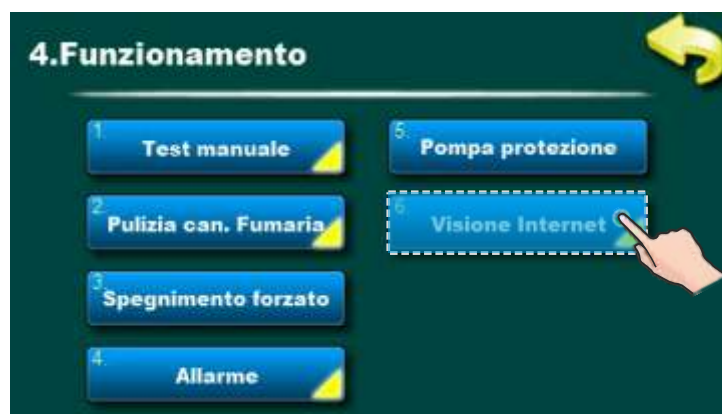 4.Funzionamento
1. Test manuale
2. Pulizia can. Fumaria
3. Spegnimento forzato
4. Allarme
5. Pompa protezione
6. Visione Internet